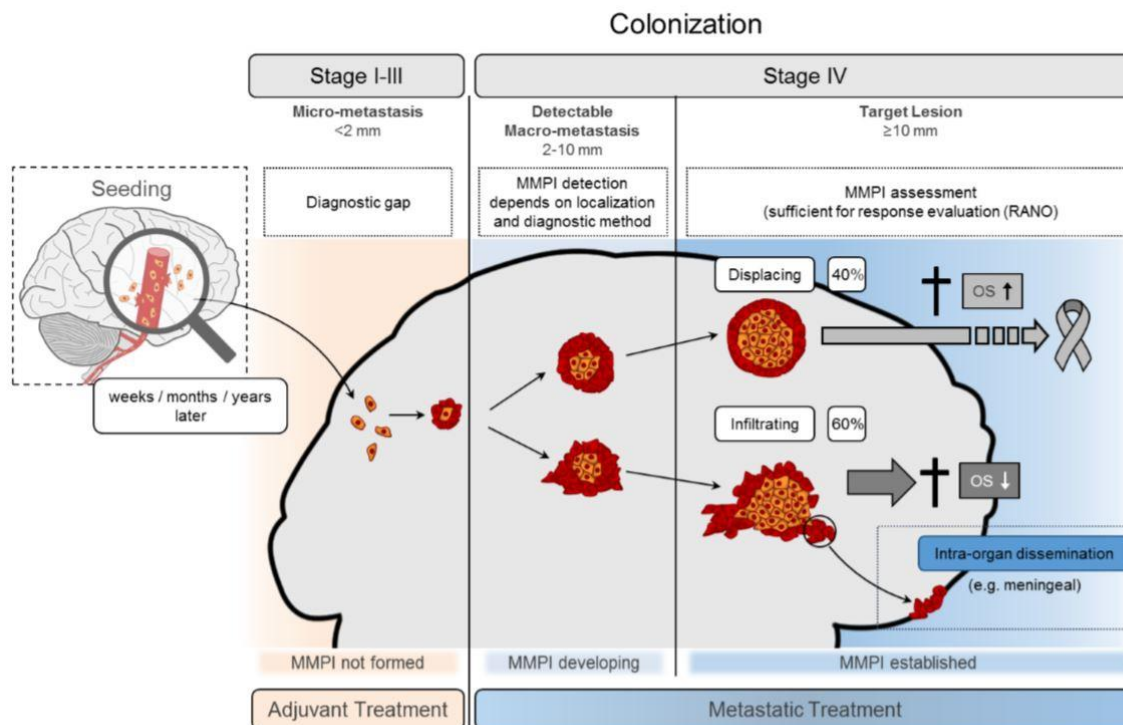 Colonization
Stage I-III
Stage IV
Micro-metastasis
<2 mm
Detectable
Macro-metastasis
2-10 mm
Target Lesion
≥10 mm
Seeding
Diagnostic gap
MMPI detection
depends on localization
and diagnostic method
MMPI assessment
(sufficient for response evaluation (RANO)
Displacing
40%
OS ↑
weeks / months / years
later
Infiltrating
60%
OS ↓
Intra-organ dissemination
(e.g. meningeal)
MMPI not formed
MMPI developing
MMPI established
Adjuvant Treatment
Metastatic Treatment